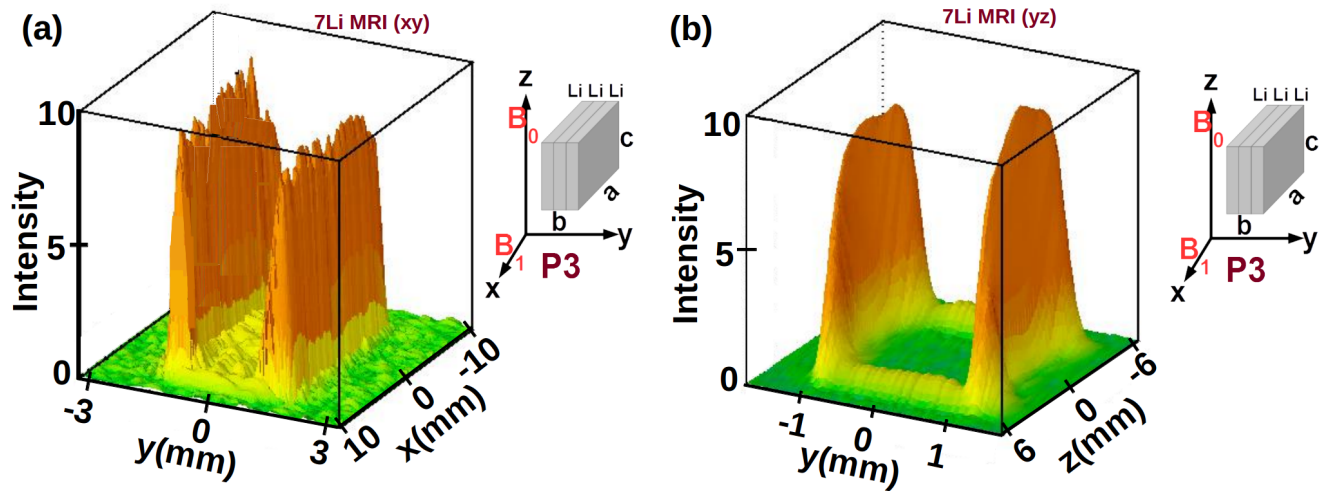 (a)
7Li MRI (xy)
10
5
0
Intensity
-3
0
3
y(mm)
10
0
-10
x(mm)
z
B0
Li Li Li
c
a
b
y
B1
x
P3
(b)
7Li MRI (yz)
10
5
0
Intensity
-1
0
1
y(mm)
6
0
-6
z(mm)
z
B0
Li Li Li
c
a
b
y
B1
x
P3